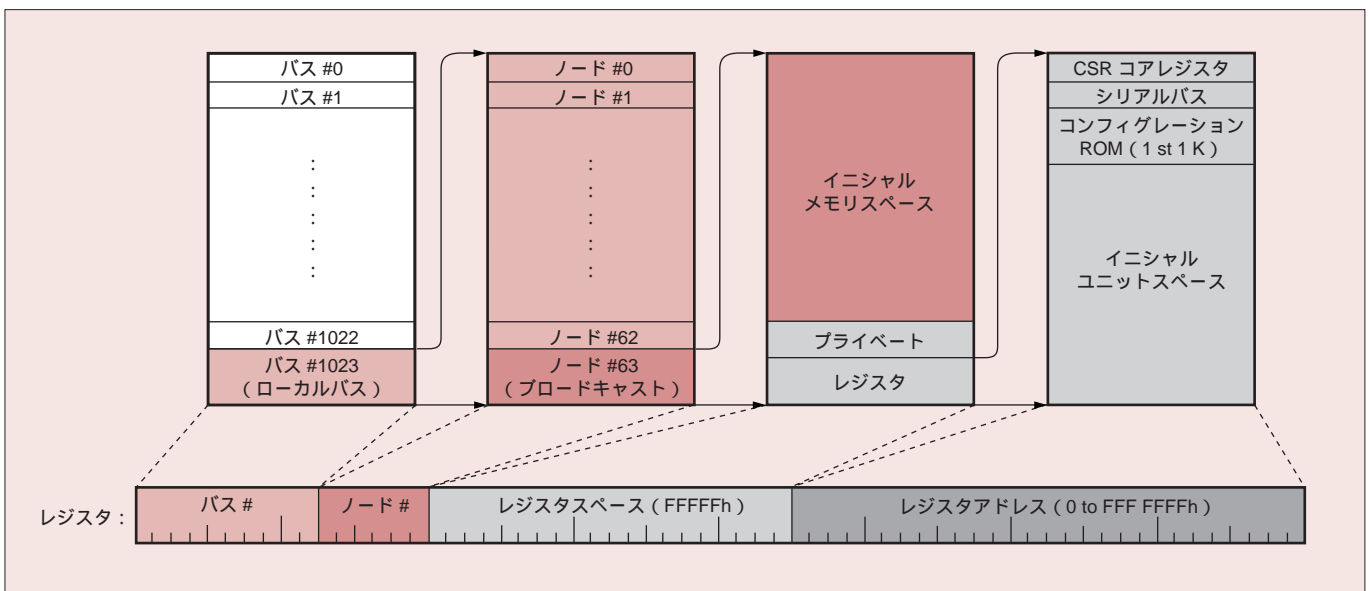 バス #0
バス #1
:
:
:
:
:
バス #1022
バス #1023
（ローカルバス）
ノード #0
ノード #1
:
:
:
:
:
ノード #62
ノード #63
（ブロードキャスト）
イニシャル
メモリスペース
プライベート
レジスタ
CSR コアレジスタ
シリアルバス
コンフィグレーション
ROM（1 st 1 K）
イニシャル
ユニットスペース
レジスタ： バス # ノード # レジスタスペース（FFFFFh） レジスタアドレス（0 to FFF FFFFh）